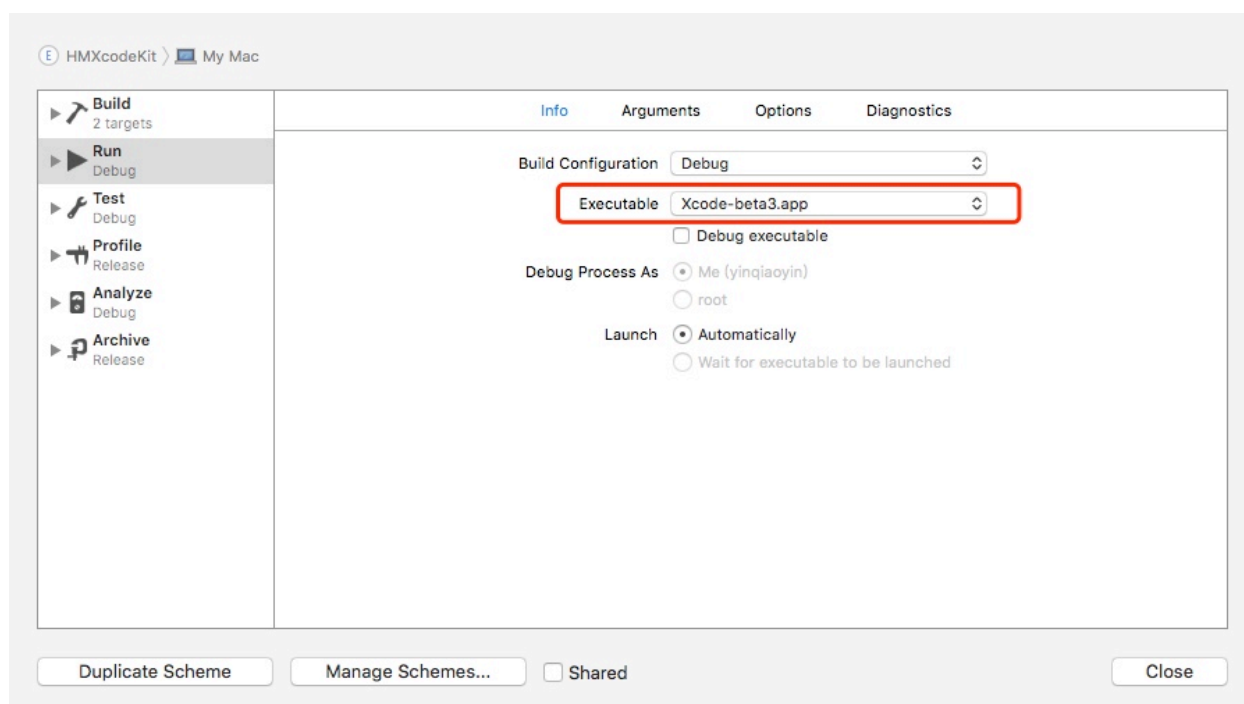 E HMXcodeKit My Mac
Build
2 targets
Run
Debug
Test
Debug
Profile
Release
Analyze
Debug
Archive
Release
Info Arguments Options Diagnostics
Build Configuration Debug
Executable Xcode-beta3.app
Debug executable
Debug Process As Me (yinqiaoyin)
root
Launch Automatically
Wait for executable to be launched
Duplicate Scheme Manage Schemes... Shared Close